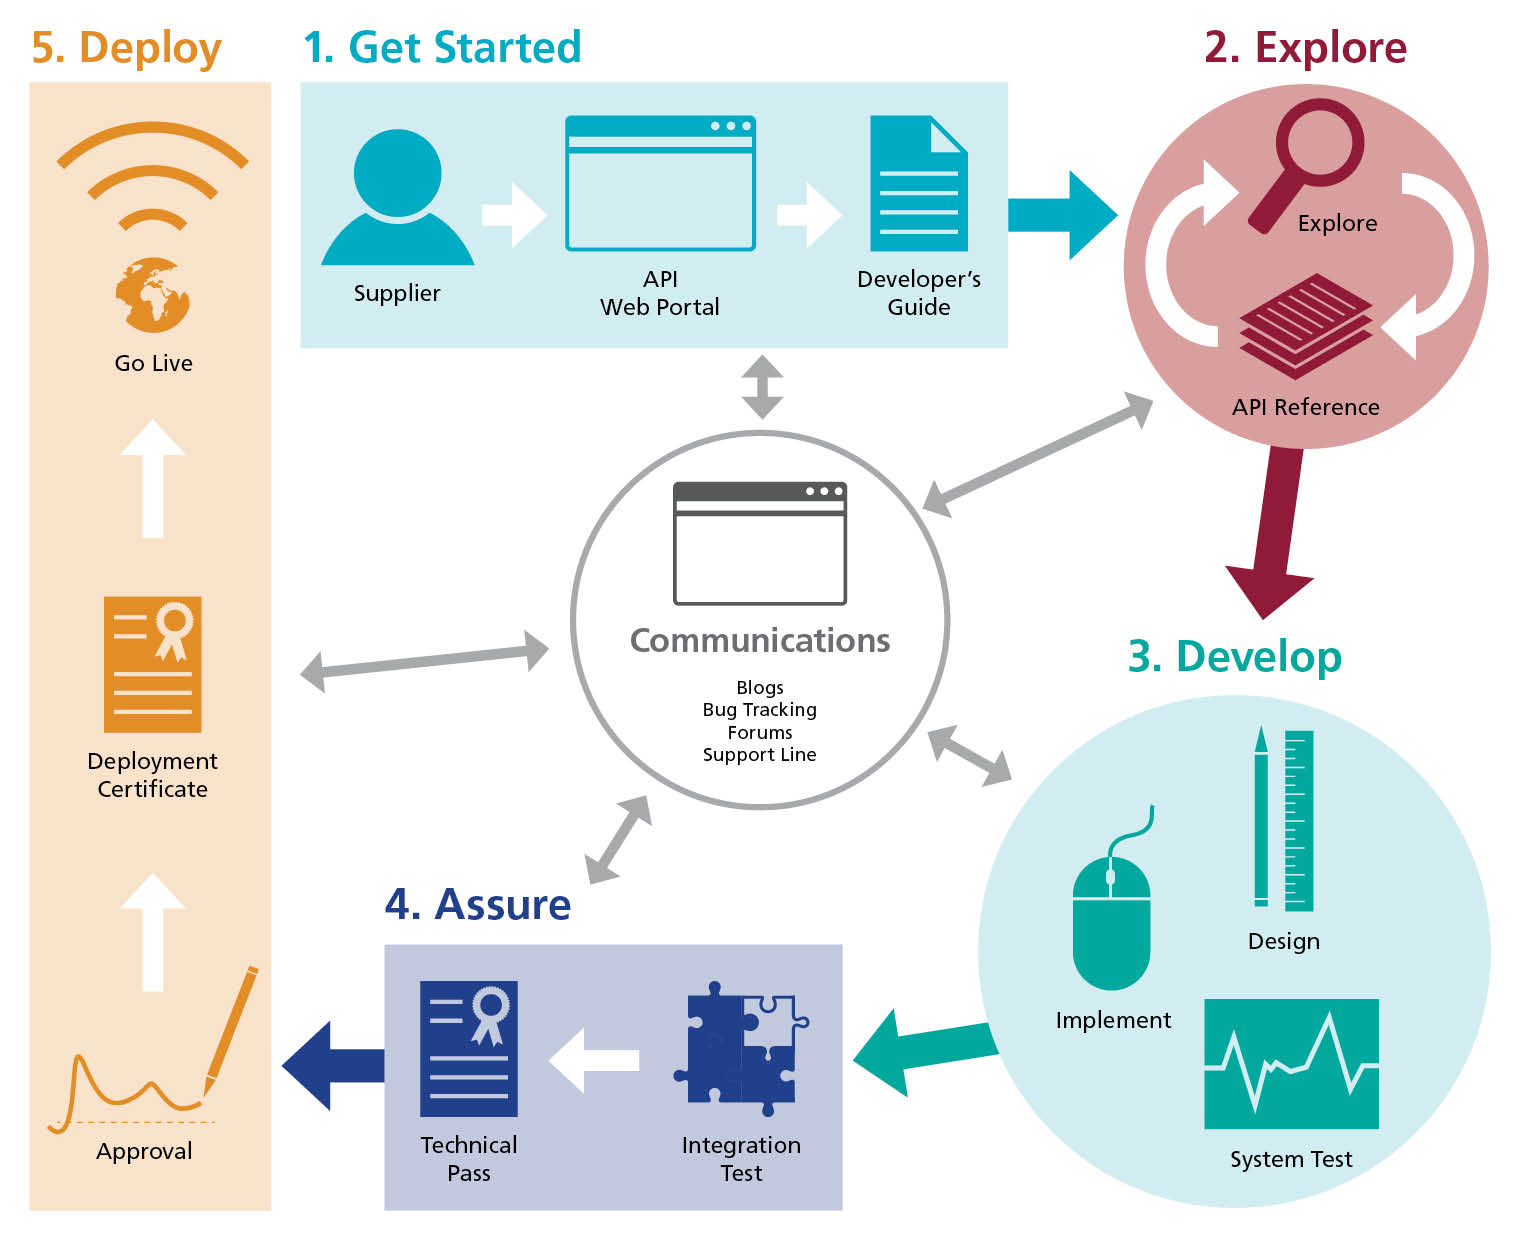 5. Deploy
Go Live
Deployment
Certificate
Approval
1. Get Started
Supplier
API
Web Portal
Developer’s
Guide
2. Explore
Explore
API Reference
Communications
Blogs
Bug Tracking
Forums
Support Line
3. Develop
Design
Implement
System Test
4. Assure
Technical
Pass
Integration
Test